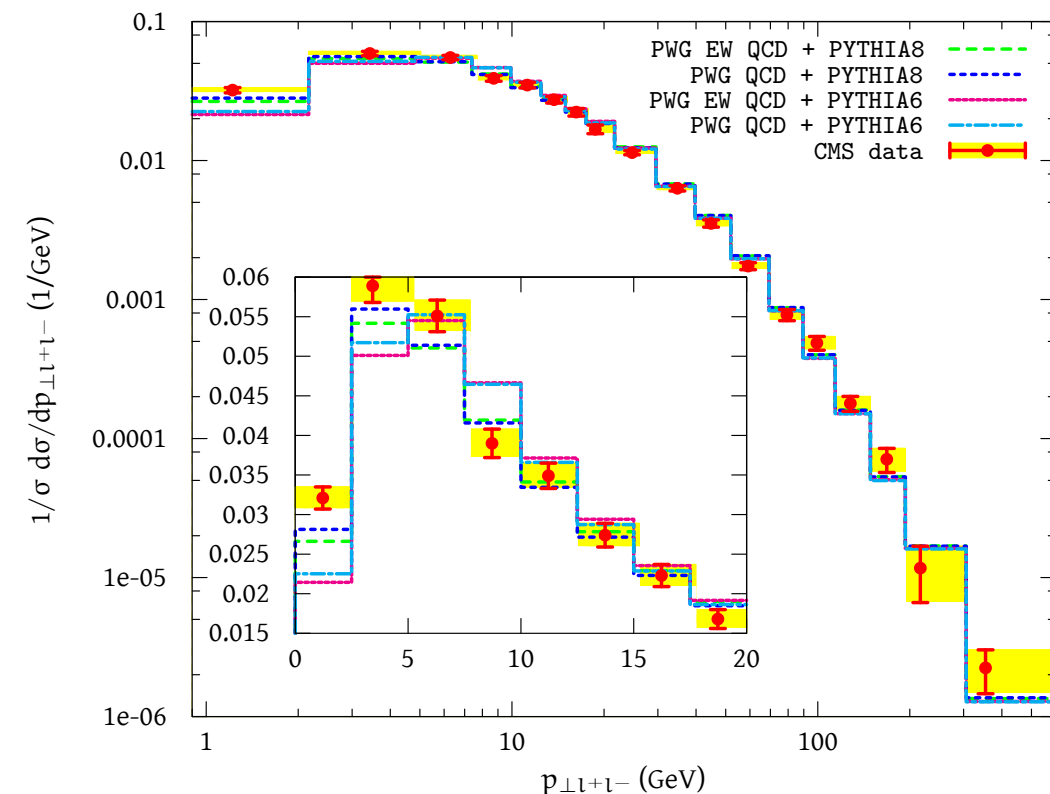 0.1
0.01
0.001
0.0001
1e-05
1e-06
1
10
100
1/σ dσ/dp⊥l+l− (1/GeV)
p⊥l+l− (GeV)
PWG EW QCD + PYTHIA8
PWG QCD + PYTHIA8
PWG EW QCD + PYTHIA6
PWG QCD + PYTHIA6
CMS data
0.06
0.055
0.05
0.045
0.04
0.035
0.03
0.025
0.02
0.015
0
5
10
15
20